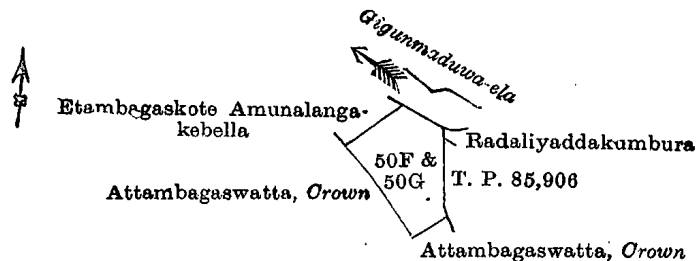 Gigunmaduwa-ela
Etambagaskote Amunalanga-
kebella
Radaliyaddakumbura
50F &
50G
T. P. 85,906
Attambagaswatta, Crown
Attambagaswatta, Crown